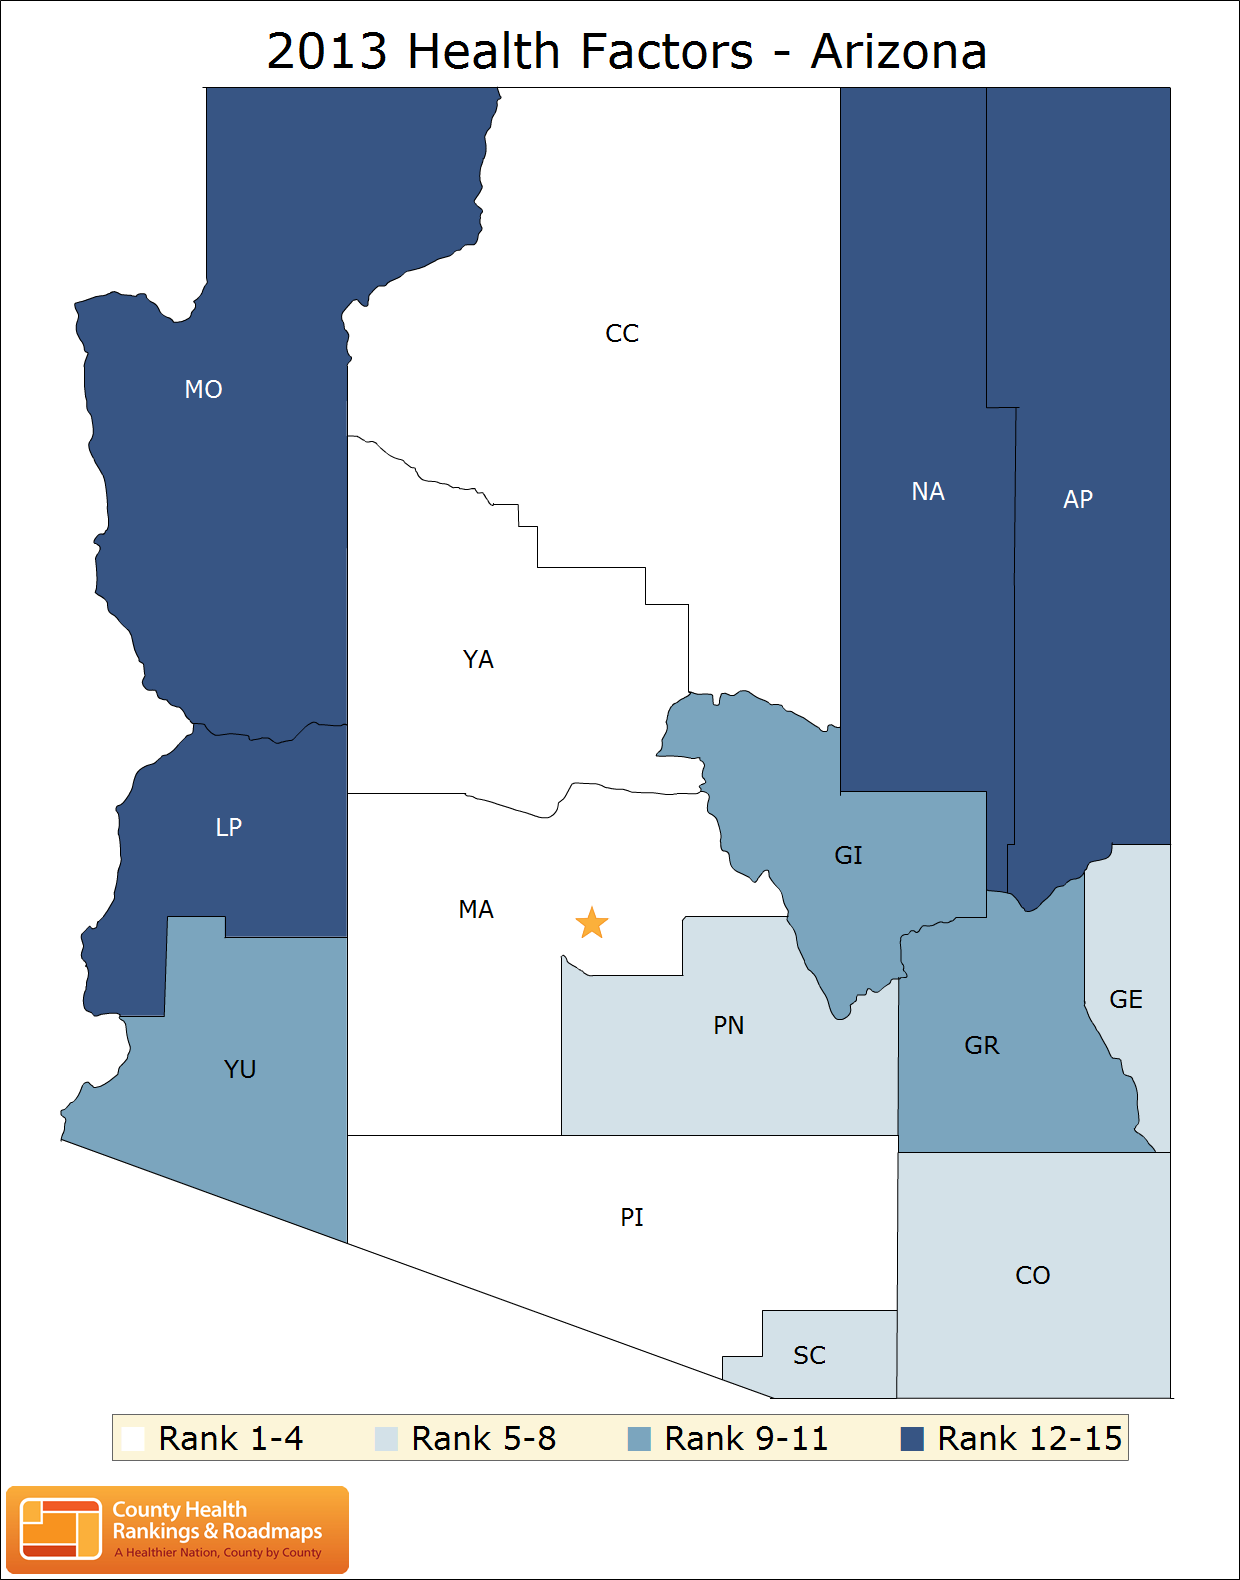 2013 Health Factors - Arizona
CC
MO
NA
AP
YA
LP
GI
MA
GE
PN
GR
YU
PI
CO
SC
Rank 1-4 Rank 5-8 Rank 9-11 Rank 12-15
County Health
Rankings & Roadmaps
A Healthier Nation, County by County